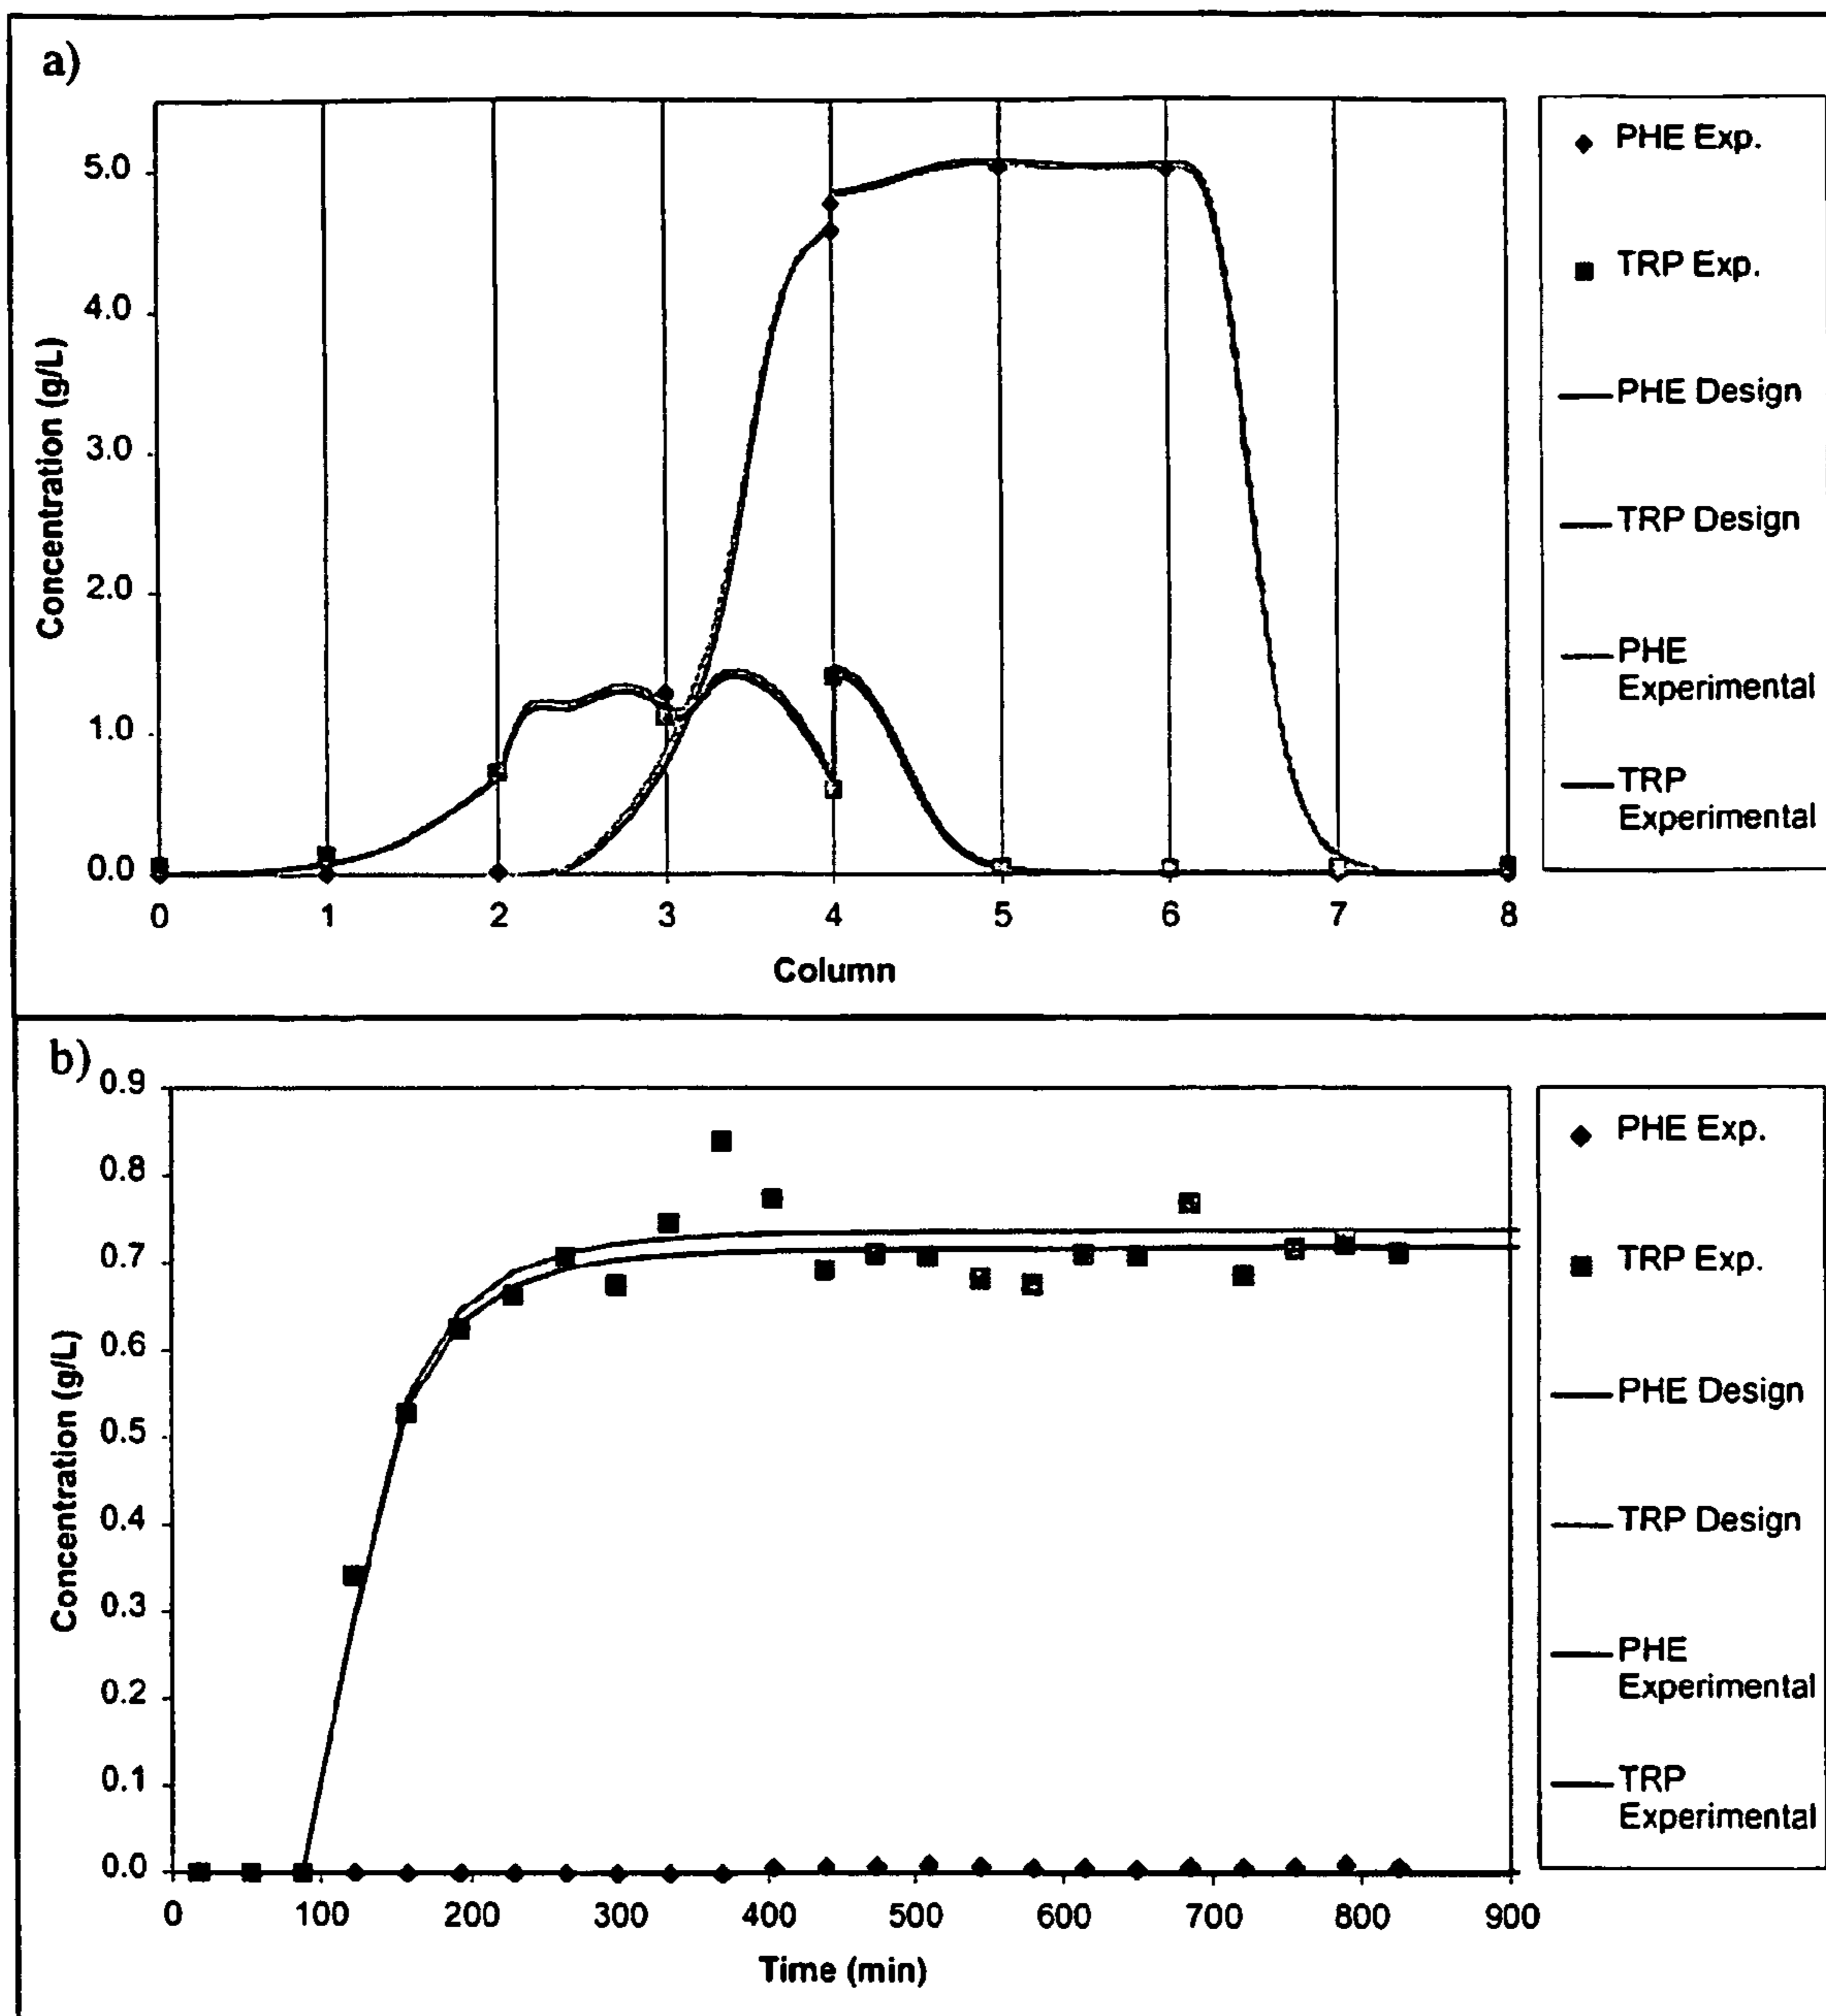 a)
5.0
4.0
3.0
2.0
1.0
0.0
Concentration (g/L)
0 1 2 3 4 5 6 7 8
Column
PHE Exp.
TRP Exp.
PHE Design
TRP Design
PHE
Experimental
TRP
Experimental
b)
0.9
0.8
0.7
0.6
0.5
0.4
0.3
0.2
0.1
0.0
Concentration (g/L)
0 100 200 300 400 500 600 700 800 900
Time (min)
PHE Exp.
TRP Exp.
PHE Design
TRP Design
PHE
Experimental
TRP
Experimental